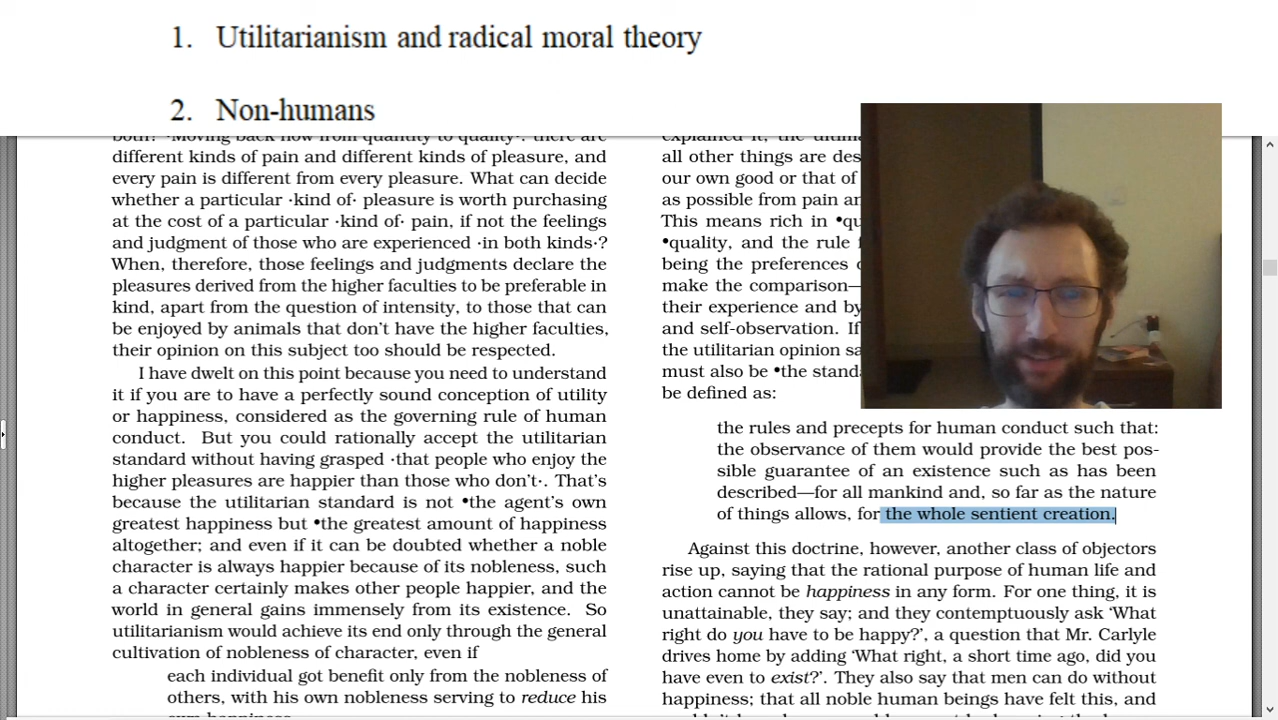 1. Utilitarianism and radical moral theory
2. Non-humans
both? ·Moving back now from quantity to quality·: there are
different kinds of pain and different kinds of pleasure, and
every pain is different from every pleasure. What can decide
whether a particular ·kind of· pleasure is worth purchasing
at the cost of a particular ·kind of· pain, if not the feelings
and judgment of those who are experienced ·in both kinds·?
When, therefore, those feelings and judgments declare the
pleasures derived from the higher faculties to be preferable in
kind, apart from the question of intensity, to those that can
be enjoyed by animals that don’t have the higher faculties,
their opinion on this subject too should be respected.
I have dwelt on this point because you need to understand
it if you are to have a perfectly sound conception of utility
or happiness, considered as the governing rule of human
conduct. But you could rationally accept the utilitarian
standard without having grasped ·that people who enjoy the
higher pleasures are happier than those who don’t·. That’s
because the utilitarian standard is not •the agent’s own
greatest happiness but •the greatest amount of happiness
altogether; and even if it can be doubted whether a noble
character is always happier because of its nobleness, such
a character certainly makes other people happier, and the
world in general gains immensely from its existence. So
utilitarianism would achieve its end only through the general
cultivation of nobleness of character, even if
each individual got benefit only from the nobleness of
others, with his own nobleness serving to reduce his
own happiness.
explained it, the
all other things are des
our own good or that of
as possible from pain an
This means rich in •qu
•quality, and the rule
being the preferences
make the comparison—
their experience and by
and self-observation. If
the utilitarian opinion sa
must also be •the stand
be defined as:
the rules and precepts for human conduct such that:
the observance of them would provide the best pos-
sible guarantee of an existence such as has been
described—for all mankind and, so far as the nature
of things allows, for the whole sentient creation.
Against this doctrine, however, another class of objectors
rise up, saying that the rational purpose of human life and
action cannot be happiness in any form. For one thing, it is
unattainable, they say; and they contemptuously ask ‘What
right do you have to be happy?’, a question that Mr. Carlyle
drives home by adding ‘What right, a short time ago, did you
have even to exist?’. They also say that men can do without
happiness; that all noble human beings have felt this, and